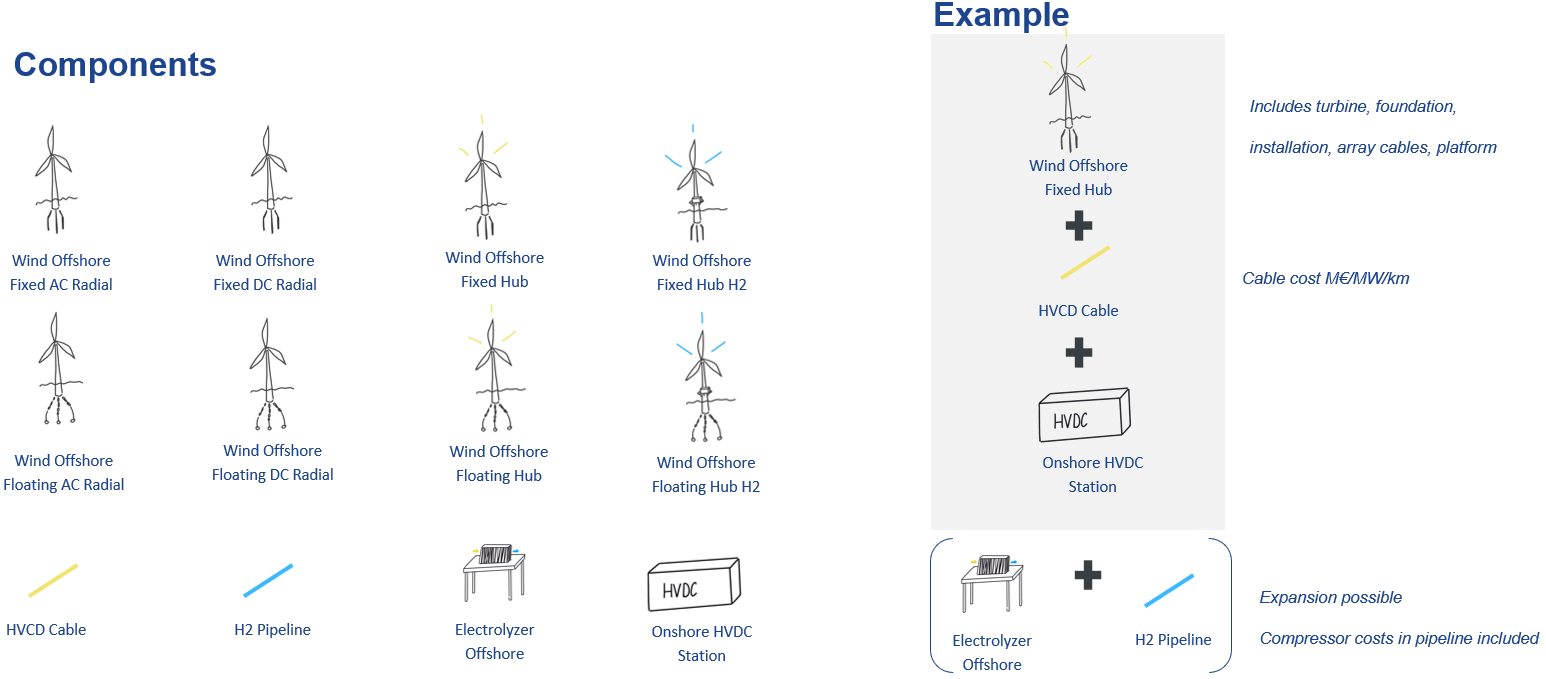 Components
Wind Offshore
Fixed AC Radial
Wind Offshore
Fixed DC Radial
Wind Offshore
Fixed Hub
Wind Offshore
Fixed Hub H2
Wind Offshore
Floating AC Radial
Wind Offshore
Floating DC Radial
Wind Offshore
Floating Hub
Wind Offshore
Floating Hub H2
HVCD Cable
H2 Pipeline
Electrolyzer
Offshore
HVDC
Onshore HVDC
Station
Example
Wind Offshore
Fixed Hub
Includes turbine, foundation,
installation, array cables, platform
HVCD Cable
Cable cost M€/MW/km
HVDC
Onshore HVDC
Station
Electrolyzer
Offshore
H2 Pipeline
Expansion possible
Compressor costs in pipeline included